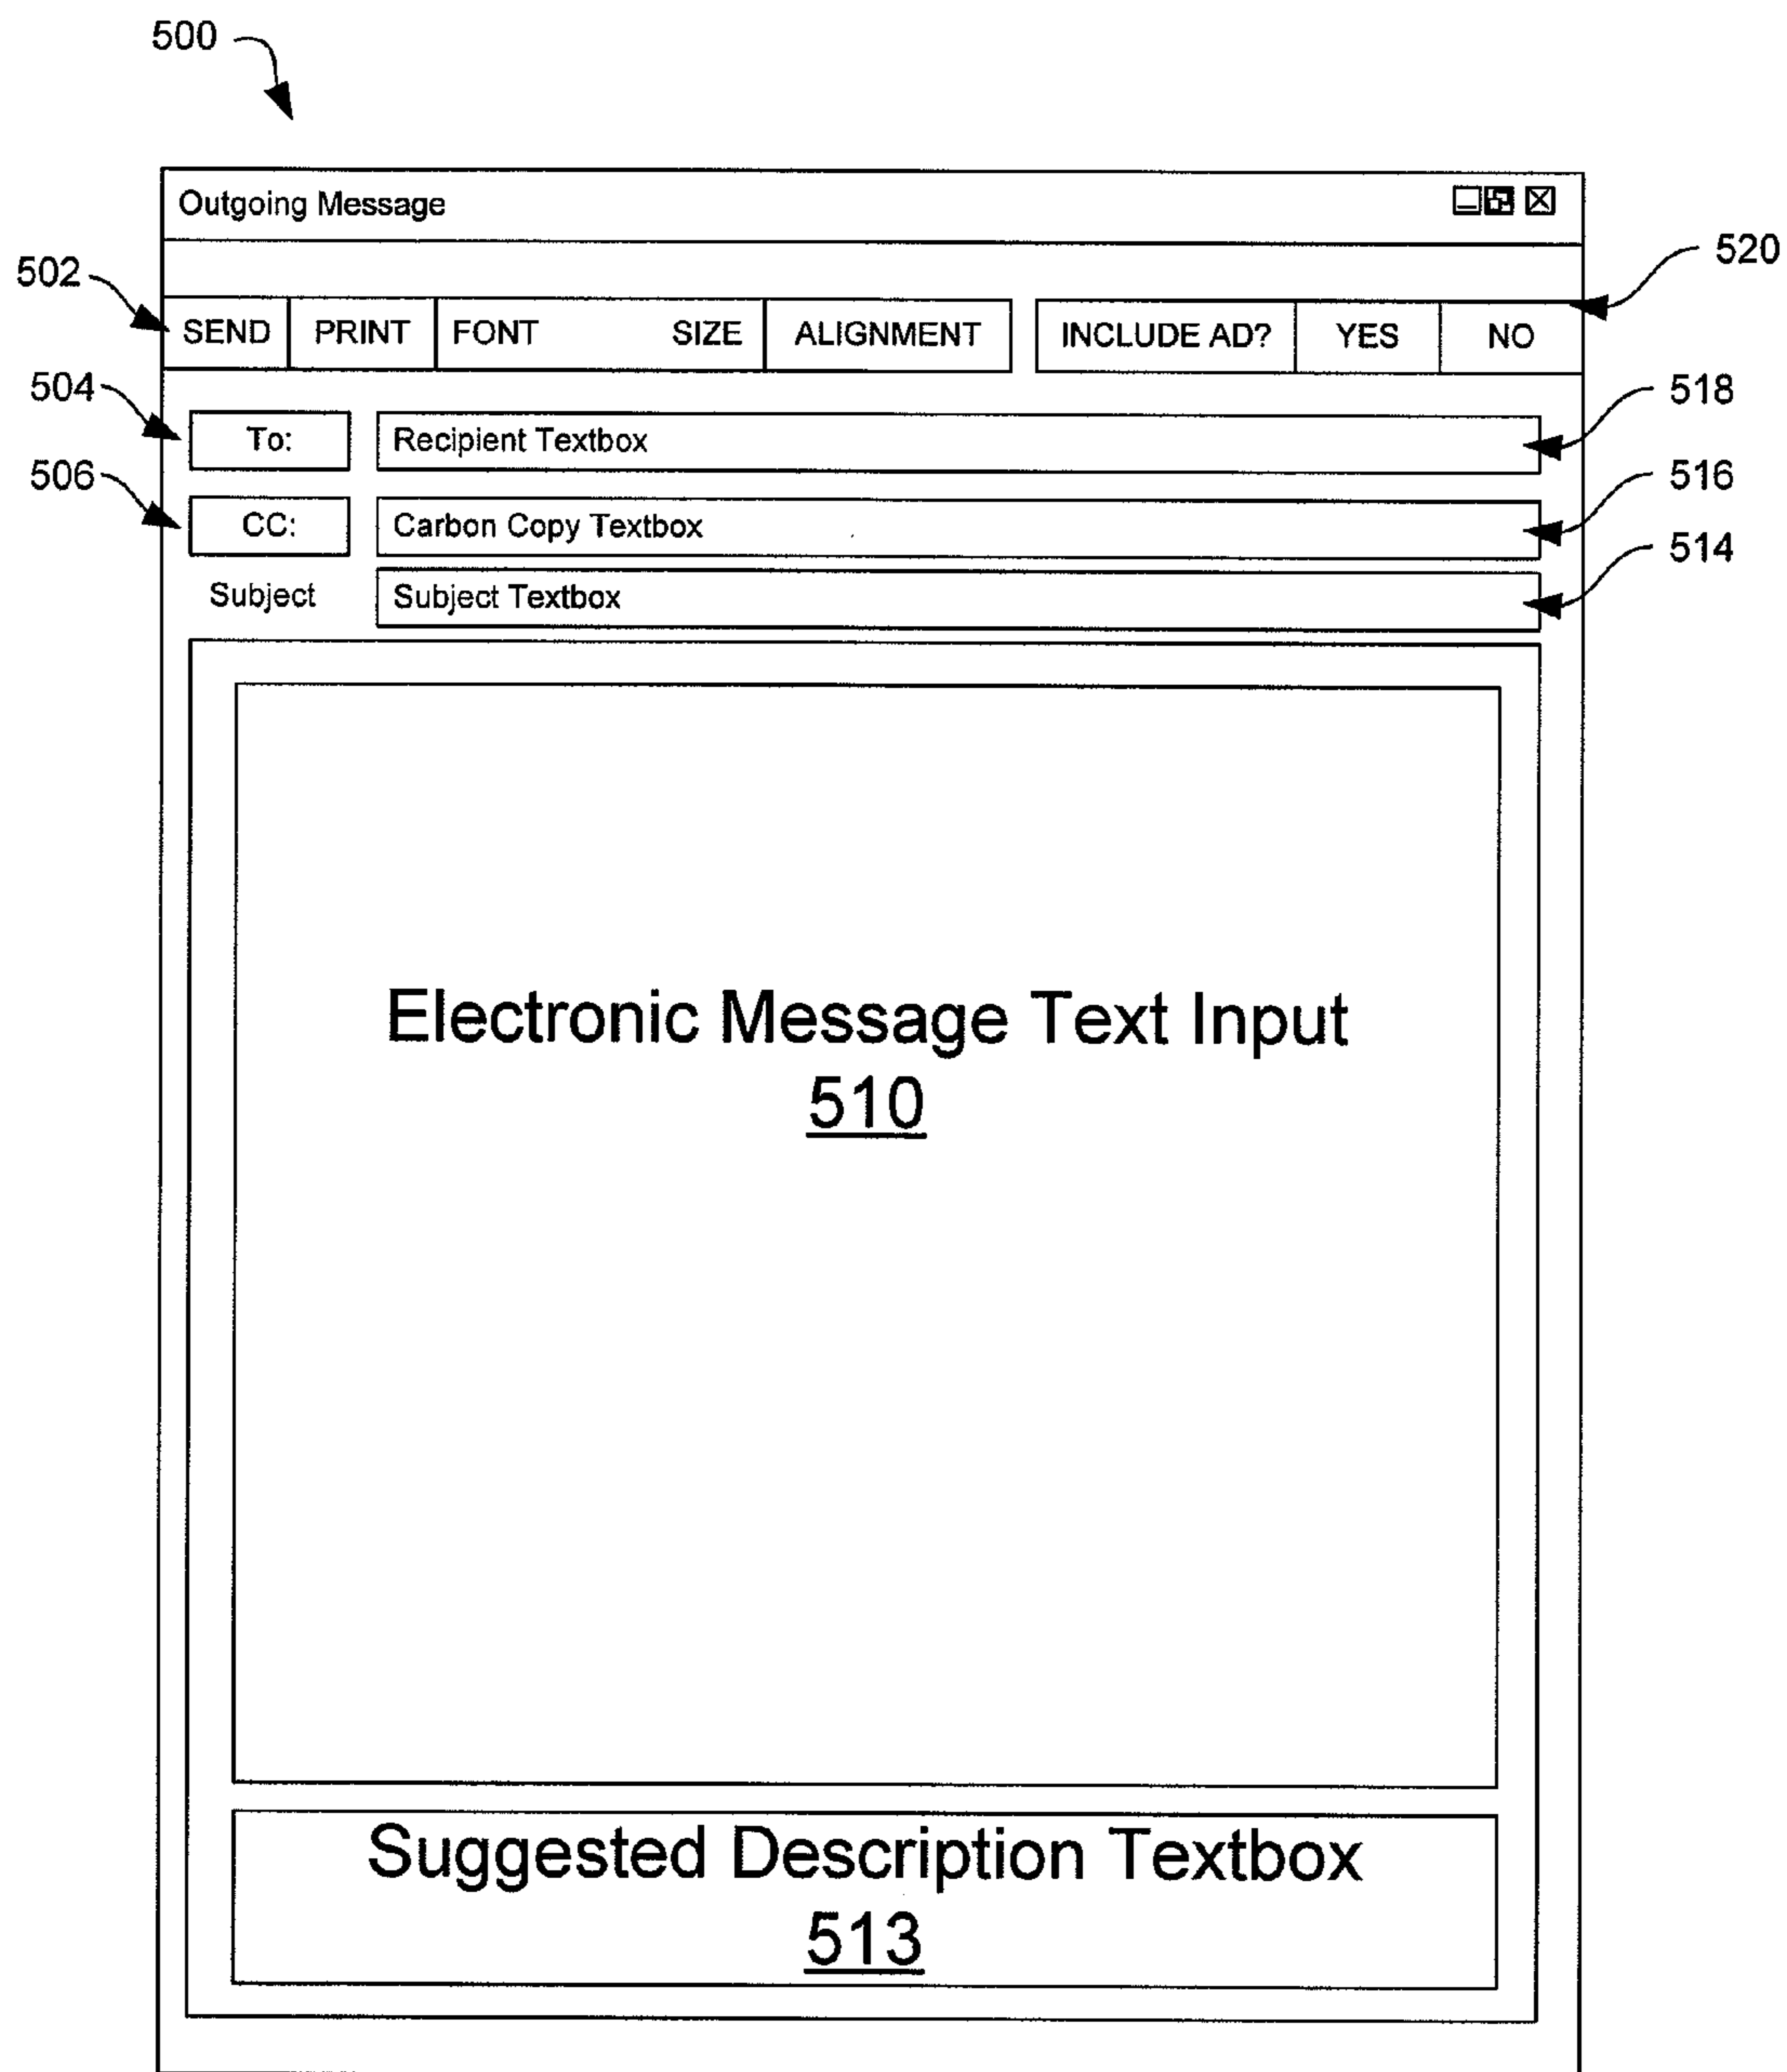 500
Outgoing Message
520
502
SEND PRINT FONT SIZE ALIGNMENT INCLUDE AD? YES NO
504 To: Recipient Textbox 518
506 CC: Carbon Copy Textbox 516
Subject Subject Textbox 514
Electronic Message Text Input
510
Suggested Description Textbox
513